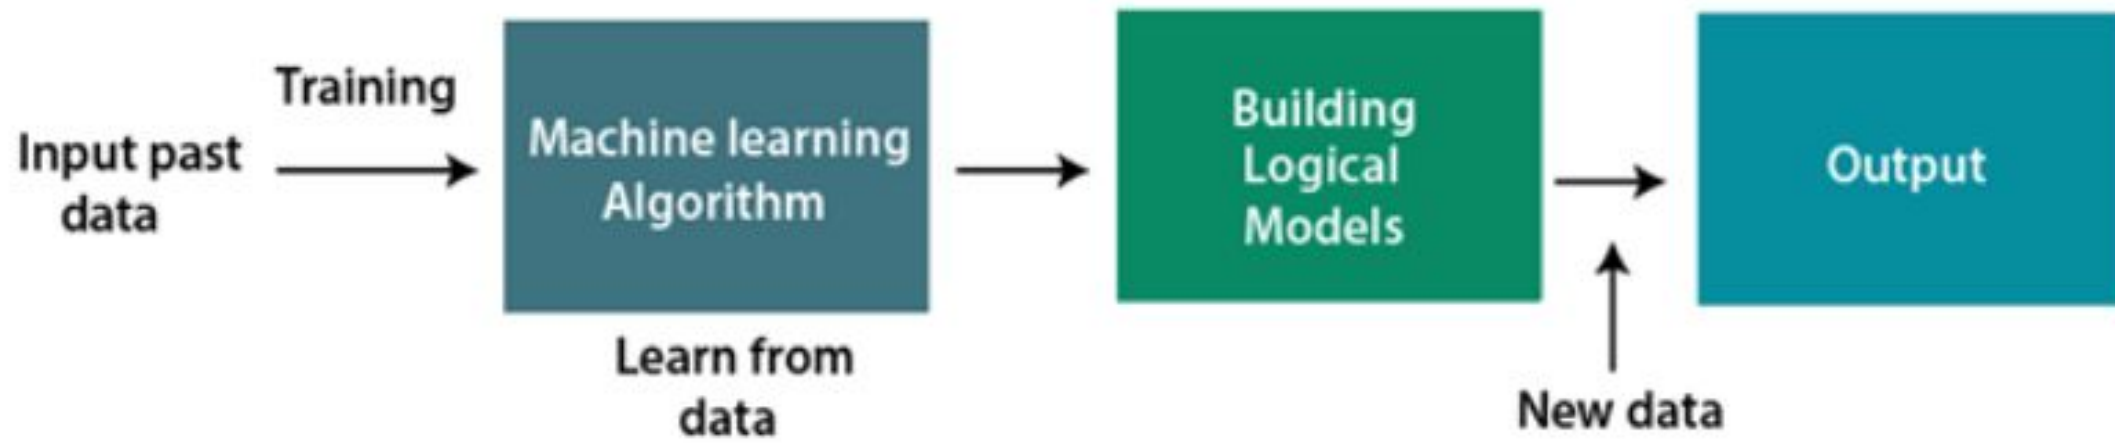 Training
Input past
data
Machine learning
Algorithm
Learn from
data
Building
Logical
Models
New data
Output